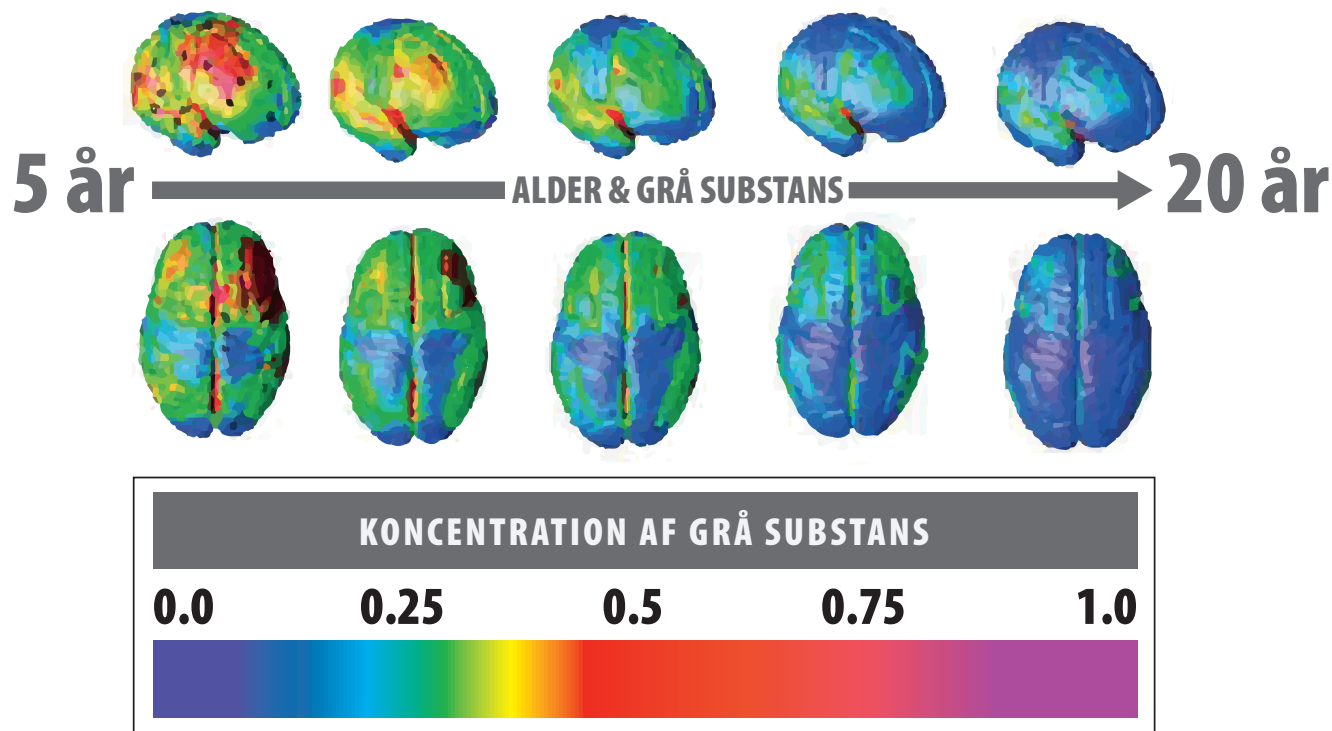 5 år
ALDER & GRÅ SUBSTANS
20 år
KONCENTRATION AF GRÅ SUBSTANS
0.0 0.25 0.5 0.75 1.0